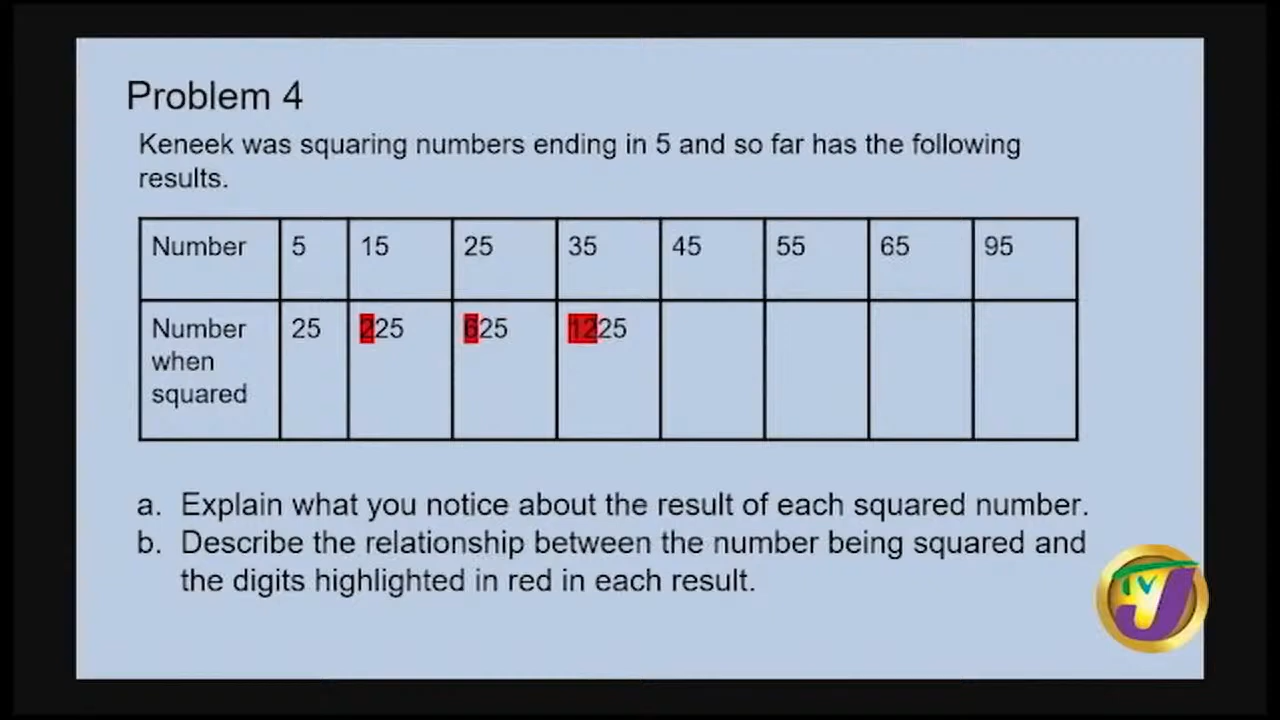 Problem 4
Keneek was squaring numbers ending in 5 and so far has the following
results.
Number 5 15 25 35 45 55 65 95
Number 25 225 625 1225
when
squared
a. Explain what you notice about the result of each squared number.
b. Describe the relationship between the number being squared and
the digits highlighted in red in each result.
TVJ